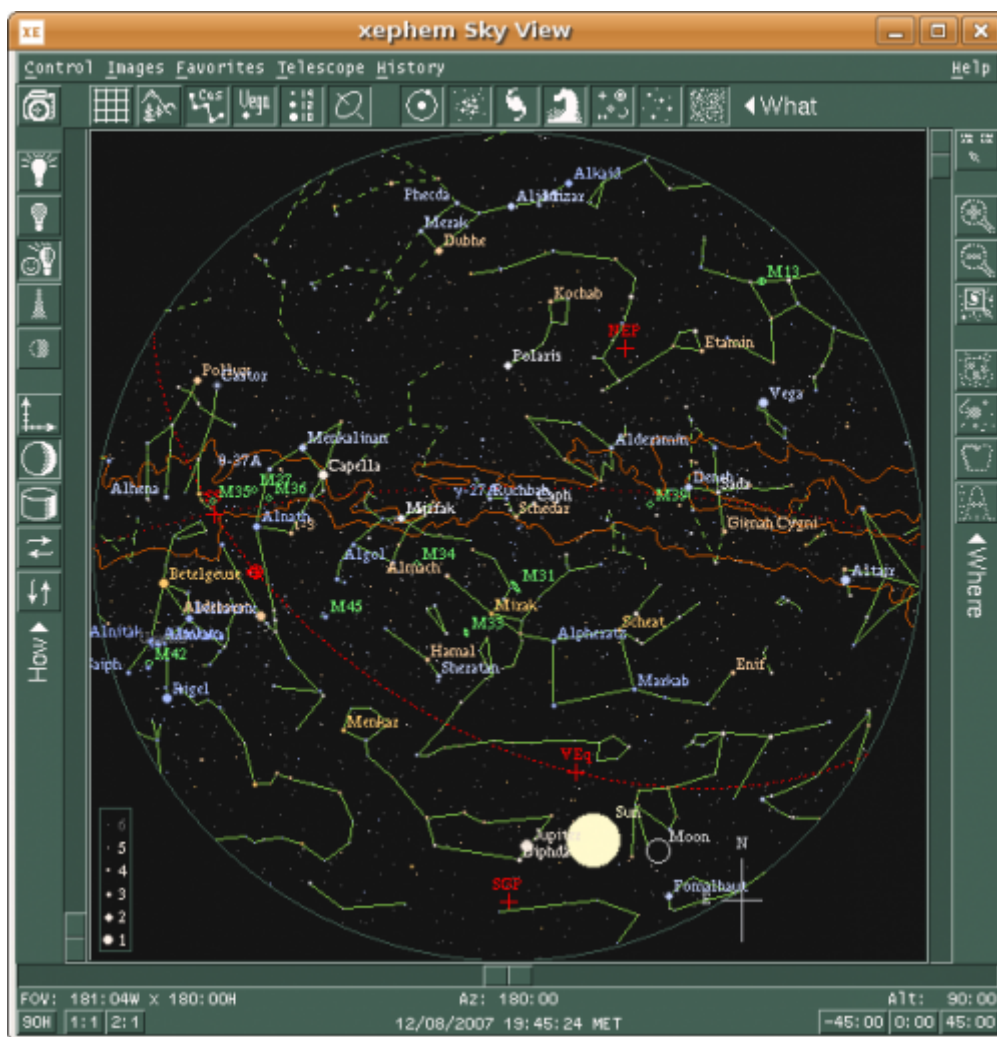 XE
xephem Sky View
Control Images Favorites Telescope History Help
What
Alkaid
Phecda
Mizar
Merak
Dubhe
M13
Kochab
NEP
Etamin
Polaris
Pollux
Castor
Vega
Menkalinan
Alderamin
θ-37A
Capella
M37
M35
M36
Alhena
γ-27A
Ruchbah
Caph
M39
Deneb
Sadr
Mirfak
Schedar
Alnath
Gienah Cygni
Algol
M34
Almach
M31
Altair
Betelgeuse
Where
M45
Mirak
M33
Alpheratz
Scheat
Alnitak
How
M42
Hamal
Enif
Saiph
Sheratan
Markab
Rigel
Menkar
VEq
Sun
6
Jupiter
Moon
N
5
Diphda
4
SGP
Fomalhaut
E
3
2
1
FOV: 181:04W X 180:00H Az: 180:00 Alt: 90:00
90H 1:1 2:1 12/08/2007 19:45:24 MET -45:00 0:00 45:00